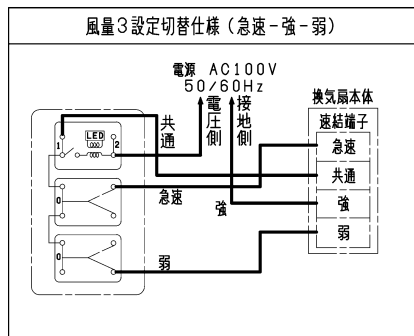 風量3設定切替仕様(急速-強-弱)
電源 AC100V
50/60Hz
電圧側
接地側
共通
LED
1
2
0
急速
強
0
弱
換気扇本体
速結端子
急速
共通
強
弱